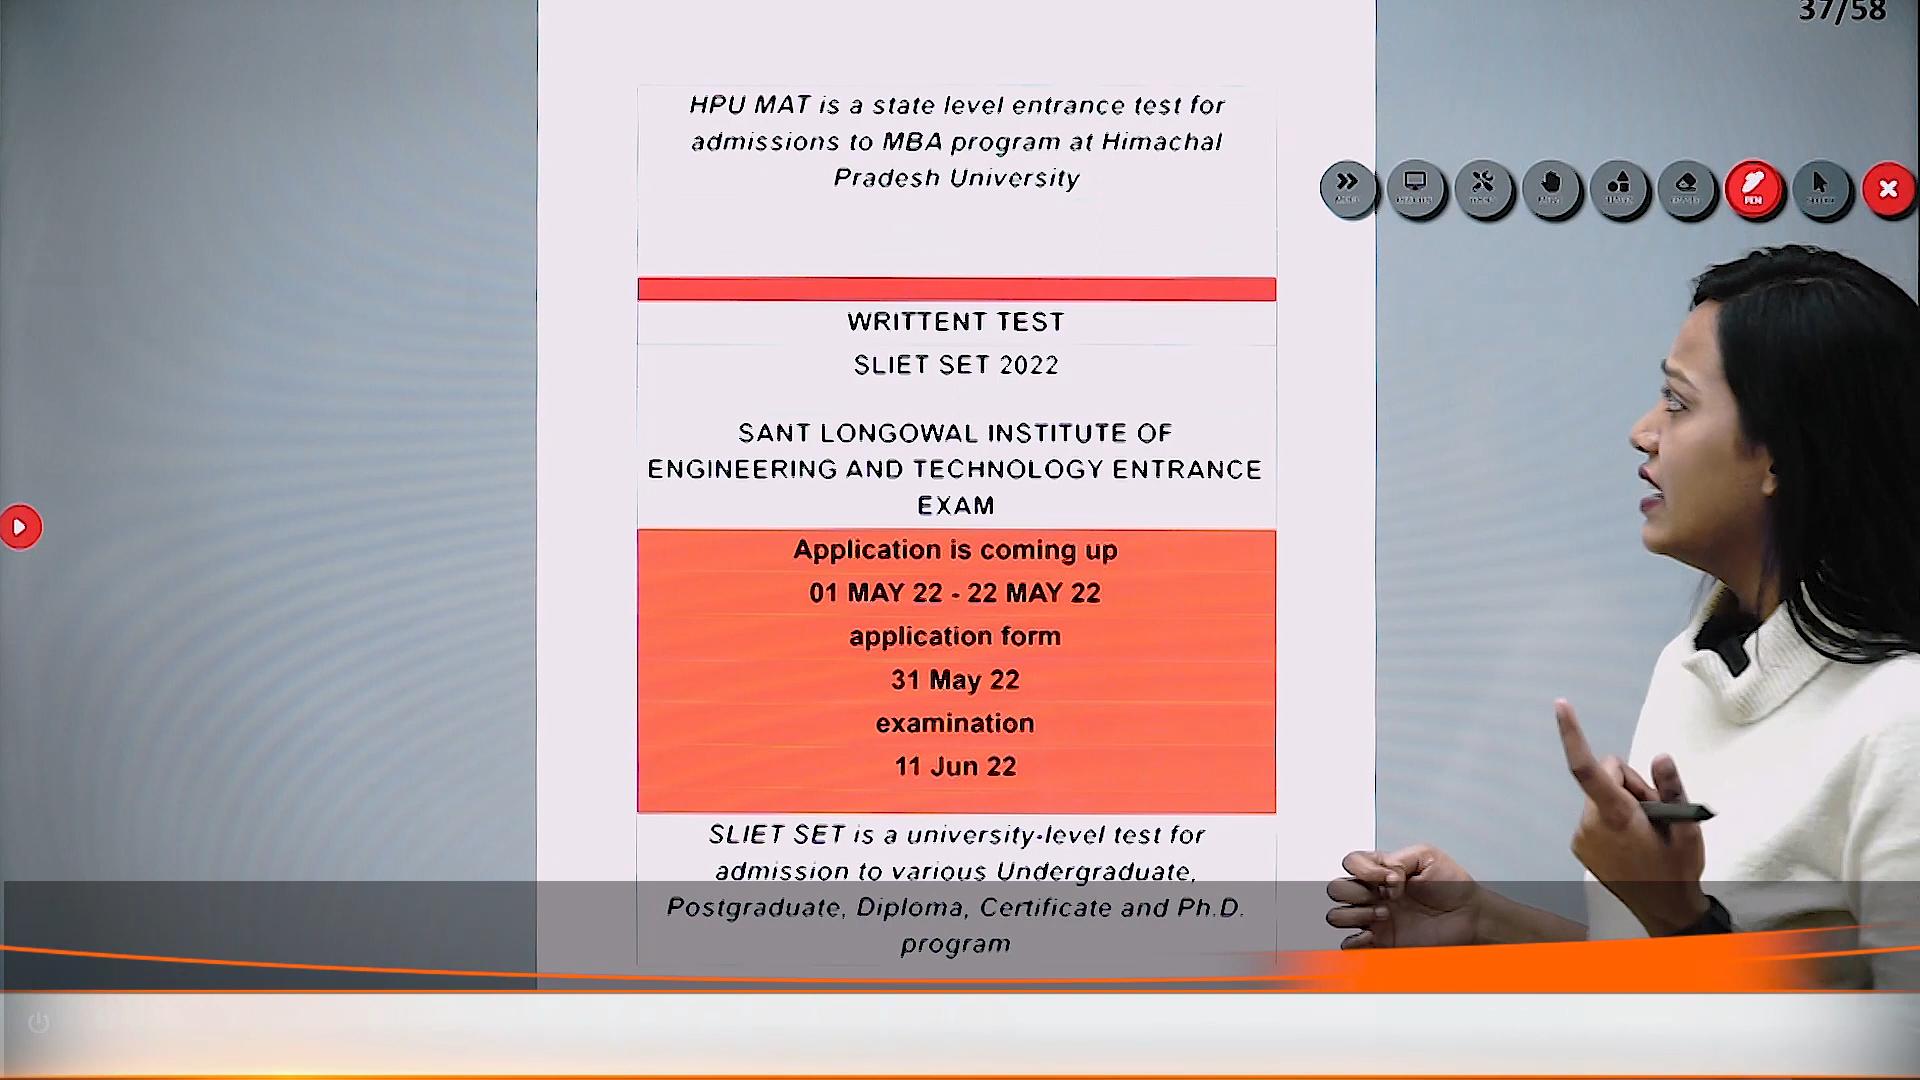 37/58
HPU MAT is a state level entrance test for
admissions to MBA program at Himachal
Pradesh University
WRITTENT TEST
SLIET SET 2022
SANT LONGOWAL INSTITUTE OF
ENGINEERING AND TECHNOLOGY ENTRANCE
EXAM
Application is coming up
01 MAY 22 - 22 MAY 22
application form
31 May 22
examination
11 Jun 22
SLIET SET is a university-level test for
admission to various Undergraduate,
Postgraduate, Diploma, Certificate and Ph.D.
program
PEN